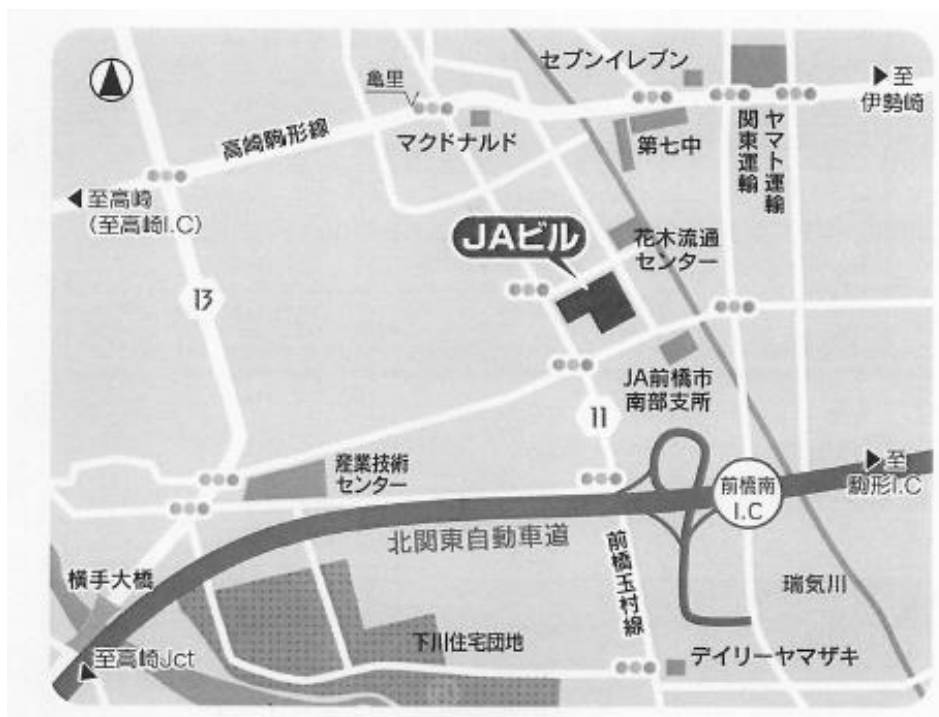 セブンイレブン
亀里
至
伊勢崎
マクドナルド
高崎駒形線
第七中
関東運輸
ヤマト運輸
至高崎
(至高崎I.C)
JAビル
花木流通
センター
13
JA前橋市
南部支所
11
産業技術
センター
至
駒形I.C
前橋南
I.C
北関東自動車道
前橋玉村線
横手大橋
瑞気川
下川住宅団地
至高崎Jct
デイリーヤマザキ